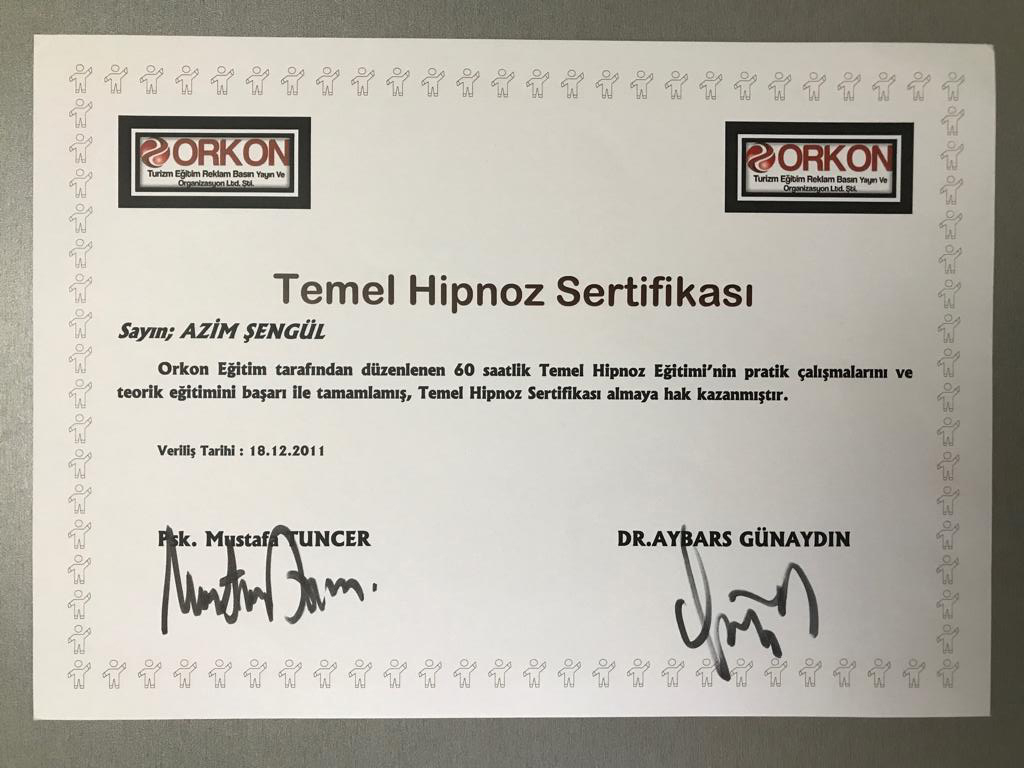 ORKON
Turizm Eğitim Reklam Basın Yayın Ve
Organizasyon Ltd. Şti.
ORKON
Turizm Eğitim Reklam Basın Yayın Ve
Organizasyon Ltd. Şti.
Temel Hipnoz Sertifikası
Sayın; AZİM ŞENGÜL
Orkon Eğitim tarafından düzenlenen 60 saatlik Temel Hipnoz Eğitimi'nin pratik çalışmalarını ve
teorik eğitimini başarı ile tamamlamış, Temel Hipnoz Sertifikası almaya hak kazanmıştır.
Veriliş Tarihi : 18.12.2011
Psk. Mustafa TUNCER
DR.AYBARS GÜNAYDIN